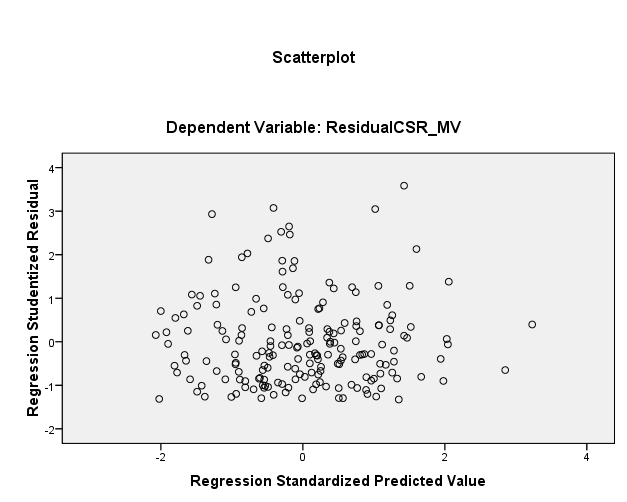 Scatterplot
Dependent Variable: ResidualCSR_MV
Regression Studentized Residual
4
3
2
1
0
-1
-2
-2
0
2
4
Regression Standardized Predicted Value